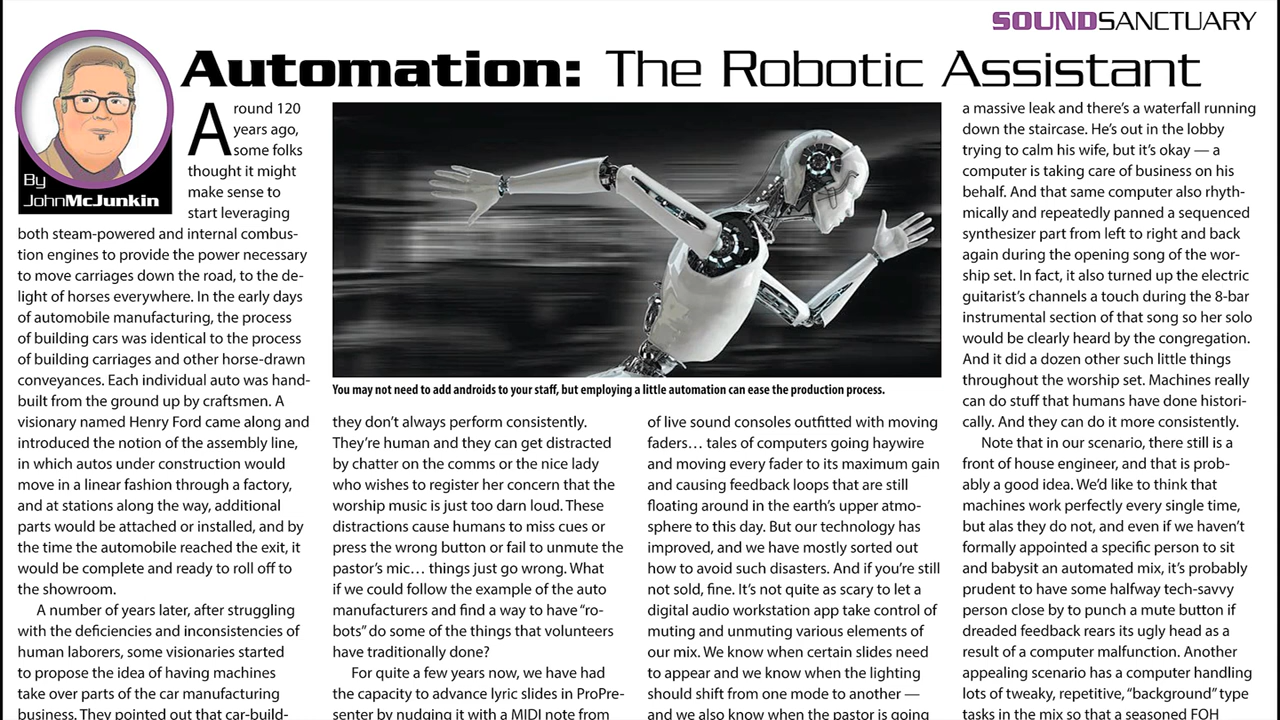 SOUNDSANCTUARY
Automation: The Robotic Assistant
By
JohnMcJunkin
Around 120
years ago,
some folks
thought it might
make sense to
start leveraging
both steam-powered and internal combus-
tion engines to provide the power necessary
to move carriages down the road, to the de-
light of horses everywhere. In the early days
of automobile manufacturing, the process
of building cars was identical to the process
of building carriages and other horse-drawn
conveyances. Each individual auto was hand-
built from the ground up by craftsmen. A
visionary named Henry Ford came along and
introduced the notion of the assembly line,
in which autos under construction would
move in a linear fashion through a factory,
and at stations along the way, additional
parts would be attached or installed, and by
the time the automobile reached the exit, it
would be complete and ready to roll off to
the showroom.
A number of years later, after struggling
with the deficiencies and inconsistencies of
human laborers, some visionaries started
to propose the idea of having machines
take over parts of the car manufacturing
business. They pointed out that car-build-
You may not need to add androids to your staff, but employing a little automation can ease the production process.
they don't always perform consistently.
They're human and they can get distracted
by chatter on the comms or the nice lady
who wishes to register her concern that the
worship music is just too darn loud. These
distractions cause humans to miss cues or
press the wrong button or fail to unmute the
pastor's mic… things just go wrong. What
if we could follow the example of the auto
manufacturers and find a way to have "ro-
bots" do some of the things that volunteers
have traditionally done?
For quite a few years now, we have had
the capacity to advance lyric slides in ProPre-
senter by nudging it with a MIDI note from
of live sound consoles outfitted with moving
faders… tales of computers going haywire
and moving every fader to its maximum gain
and causing feedback loops that are still
floating around in the earth's upper atmo-
sphere to this day. But our technology has
improved, and we have mostly sorted out
how to avoid such disasters. And if you're still
not sold, fine. It's not quite as scary to let a
digital audio workstation app take control of
muting and unmuting various elements of
our mix. We know when certain slides need
to appear and we know when the lighting
should shift from one mode to another —
and we also know when the pastor is going
a massive leak and there's a waterfall running
down the staircase. He's out in the lobby
trying to calm his wife, but it's okay — a
computer is taking care of business on his
behalf. And that same computer also rhyth-
mically and repeatedly panned a sequenced
synthesizer part from left to right and back
again during the opening song of the wor-
ship set. In fact, it also turned up the electric
guitarist's channels a touch during the 8-bar
instrumental section of that song so her solo
would be clearly heard by the congregation.
And it did a dozen other such little things
throughout the worship set. Machines really
can do stuff that humans have done histori-
cally. And they can do it more consistently.
Note that in our scenario, there still is a
front of house engineer, and that is prob-
ably a good idea. We'd like to think that
machines work perfectly every single time,
but alas they do not, and even if we haven't
formally appointed a specific person to sit
and babysit an automated mix, it's probably
prudent to have some halfway tech-savvy
person close by to punch a mute button if
dreaded feedback rears its ugly head as a
result of a computer malfunction. Another
appealing scenario has a computer handling
lots of tweaky, repetitive, "background" type
tasks in the mix so that a seasoned FOH